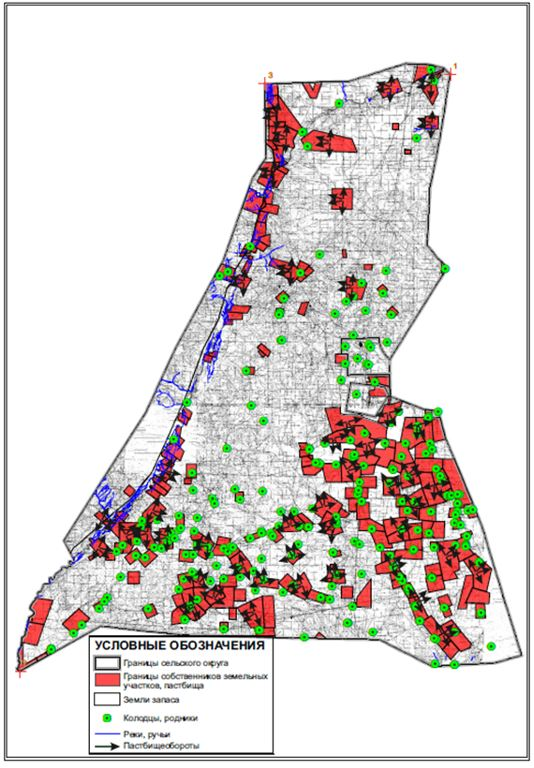 3
1
УСЛОВНЫЕ ОБОЗНАЧЕНИЯ
Границы сельского округа
Границы собственников земельных
участков, пастбища
Земли запаса
Колодцы, родники
Реки, ручьи
Пастбищеобороты